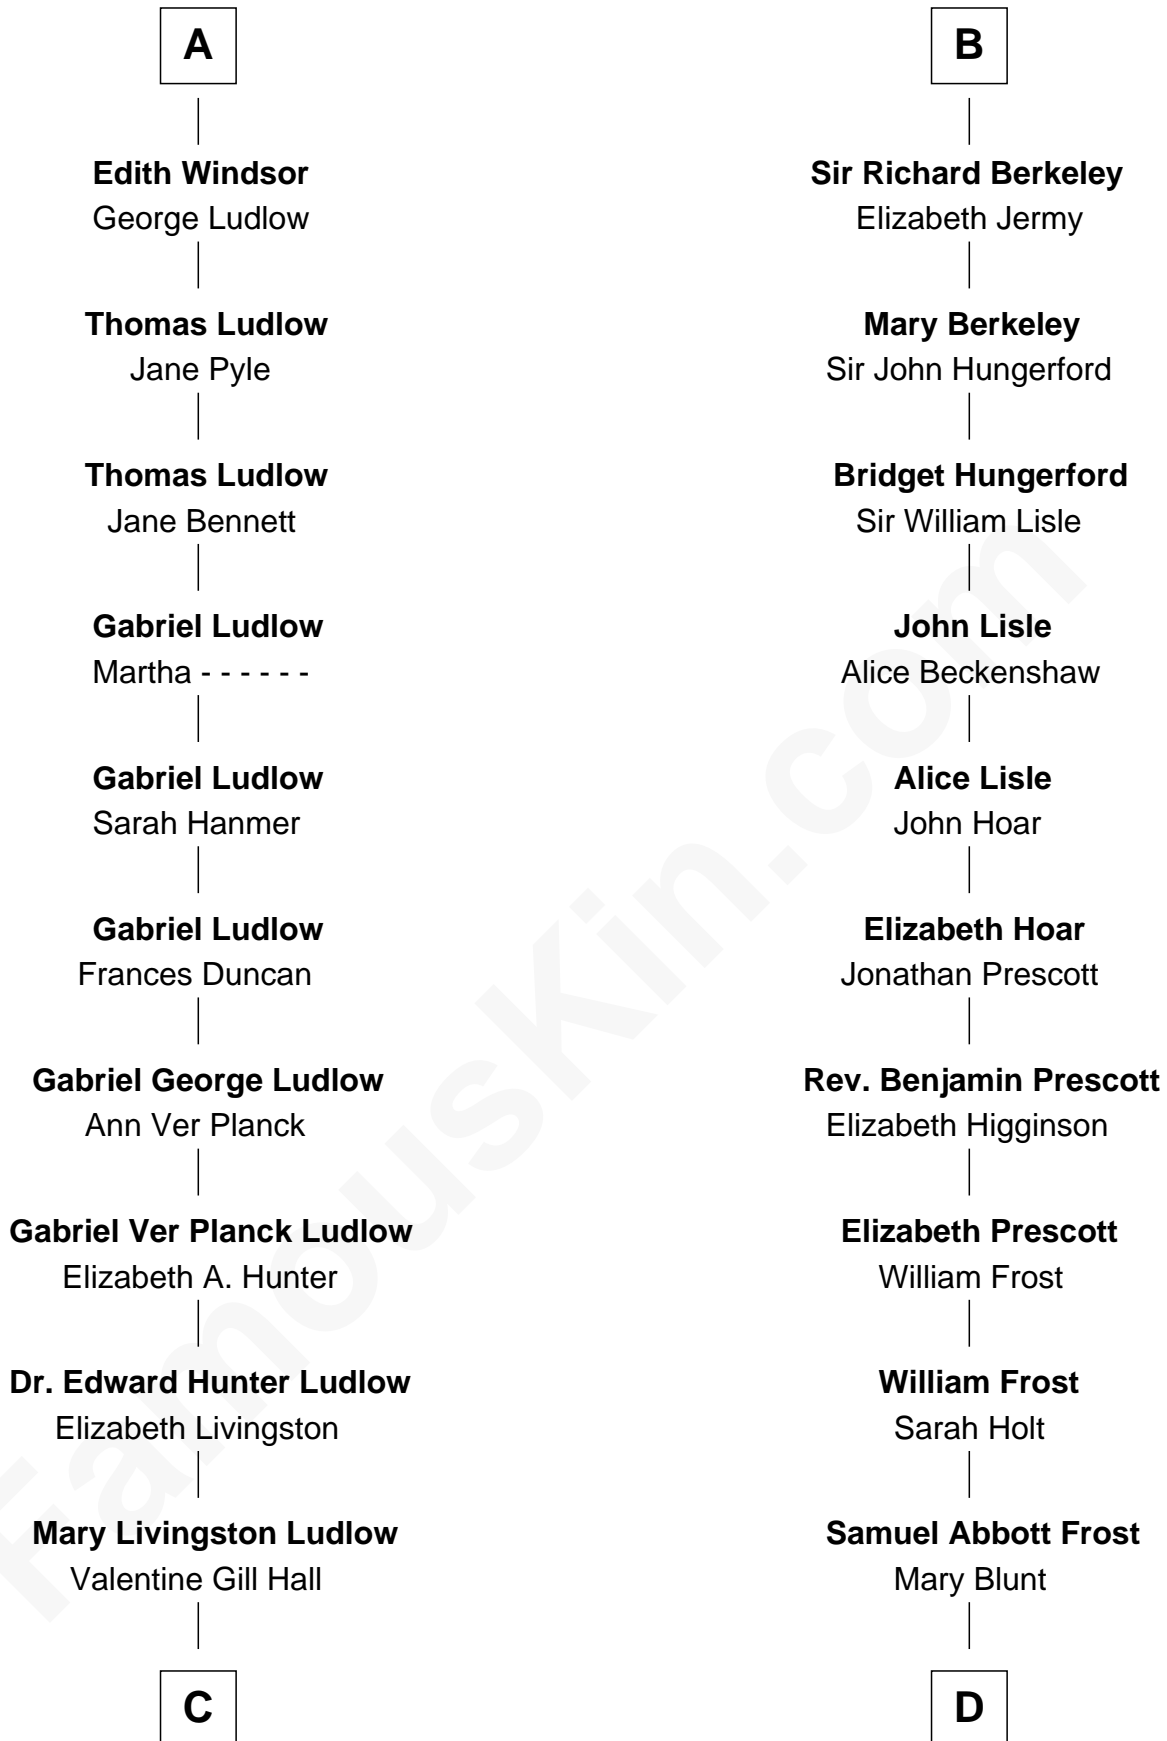 A
Edith Windsor
George Ludlow
Thomas Ludlow
Jane Pyle
Thomas Ludlow
Jane Bennett
Gabriel Ludlow
Martha - - - - - -
Gabriel Ludlow
Sarah Hanmer
Gabriel Ludlow
Frances Duncan
Gabriel George Ludlow
Ann Ver Planck
Gabriel Ver Planck Ludlow
Elizabeth A. Hunter
Dr. Edward Hunter Ludlow
Elizabeth Livingston
Mary Livingston Ludlow
Valentine Gill Hall
C
B
Sir Richard Berkeley
Elizabeth Jermy
Mary Berkeley
Sir John Hungerford
Bridget Hungerford
Sir William Lisle
John Lisle
Alice Beckenshaw
Alice Lisle
John Hoar
Elizabeth Hoar
Jonathan Prescott
Rev. Benjamin Prescott
Elizabeth Higginson
Elizabeth Prescott
William Frost
William Frost
Sarah Holt
Samuel Abbott Frost
Mary Blunt
D
FamousKin.com